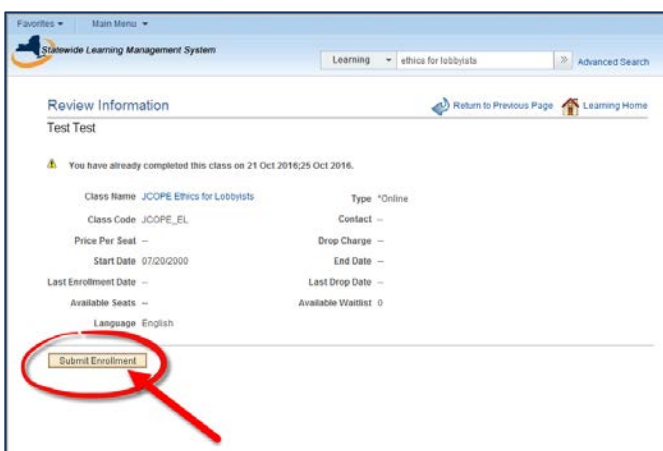 Favorites Main Menu
Statewide Learning Management System
Learning ethics for lobbyists Advanced Search
Review Information Return to Previous Page Learning Home
Test Test
You have already completed this class on 21 Oct 2016;25 Oct 2016.
Class Name JCOPE Ethics for Lobbyists Type *Online
Class Code JCOPE_EL Contact --
Price Per Seat -- Drop Charge --
Start Date 07/20/2000 End Date --
Last Enrollment Date -- Last Drop Date --
Available Seats -- Available Waitlist 0
Language English
Submit Enrollment